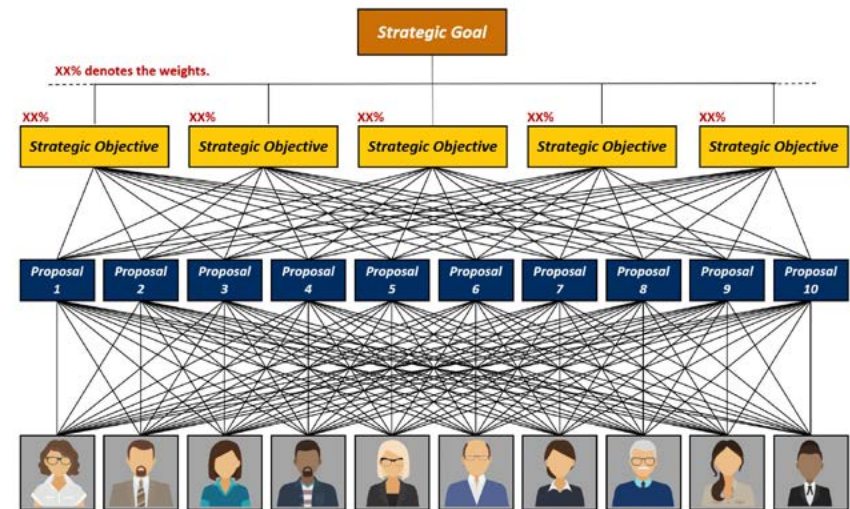 Strategic Goal
XX% denotes the weights.
XX%
XX%
XX%
XX%
XX%
Strategic Objective
Strategic Objective
Strategic Objective
Strategic Objective
Strategic Objective
Proposal
1
Proposal
2
Proposal
3
Proposal
4
Proposal
5
Proposal
6
Proposal
7
Proposal
8
Proposal
9
Proposal
10